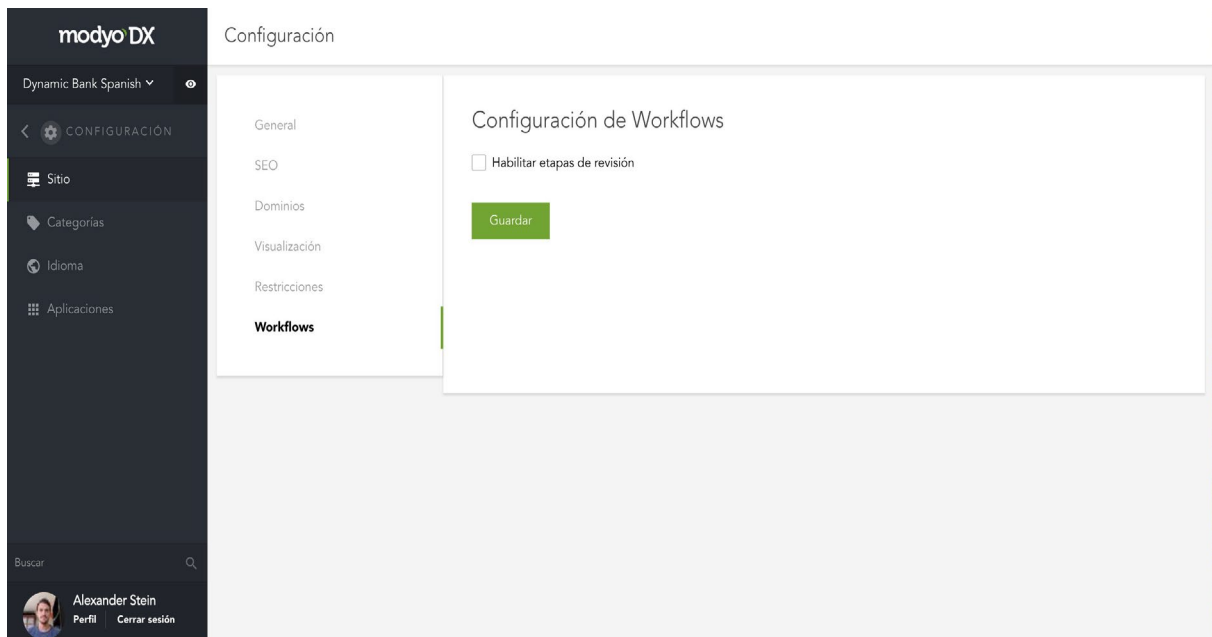 modyo DX
Configuración
Dynamic Bank Spanish
CONFIGURACIÓN
Sitio
Categorías
Idioma
Aplicaciones
General
SEO
Dominios
Visualización
Restricciones
Workflows
Configuración de Workflows
Habilitar etapas de revisión
Guardar
Buscar
Alexander Stein
Perfil Cerrar sesión